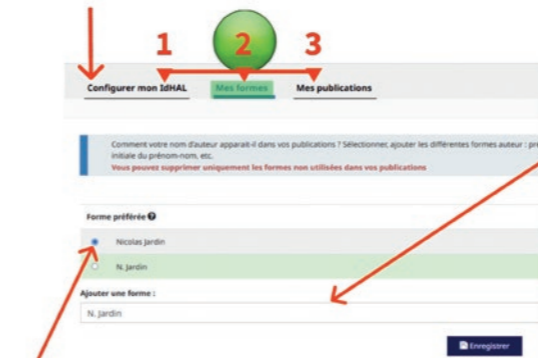 1 2 3
Configurer mon IdHAL Mes formes Mes publications
Comment votre nom d'auteur apparait-il dans vos publications ? Sélectionner, ajouter les différentes formes auteur :
initiale du prénom-nom, etc.
Vous pouvez supprimer uniquement les formes non utilisées dans vos publications
Forme préférée ?
Nicolas Jardin
N. Jardin
Ajouter une forme :
N. Jardin
Enregistrer